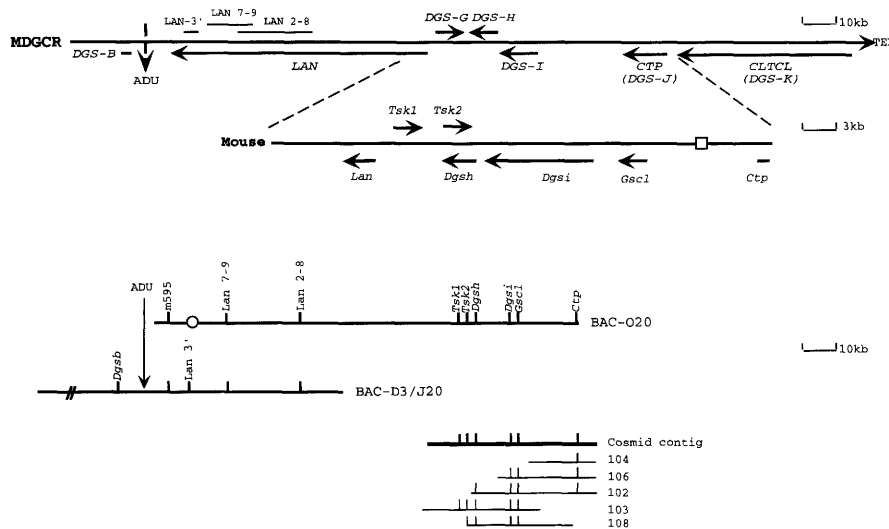 LAN-3' LAN 7-9 LAN 2-8 DGS-G DGS-H 10kb
MDGCR TEL
DGS-B ADU LAN DGS-I CTP (DGS-J) CLTCL (DGS-K)
Tsk1 Tsk2
Mouse 3kb
Lan Dgsh Dgsi Gscl Ctp
ADU m595 Lan 7-9 Lan 2-8 Tsk1 Tsk2 Dgsh Dgsi Gscl Ctp
BAC-O20
10kb
Dgsb Lan 3'
BAC-D3/J20
Cosmid contig
104
106
102
103
108